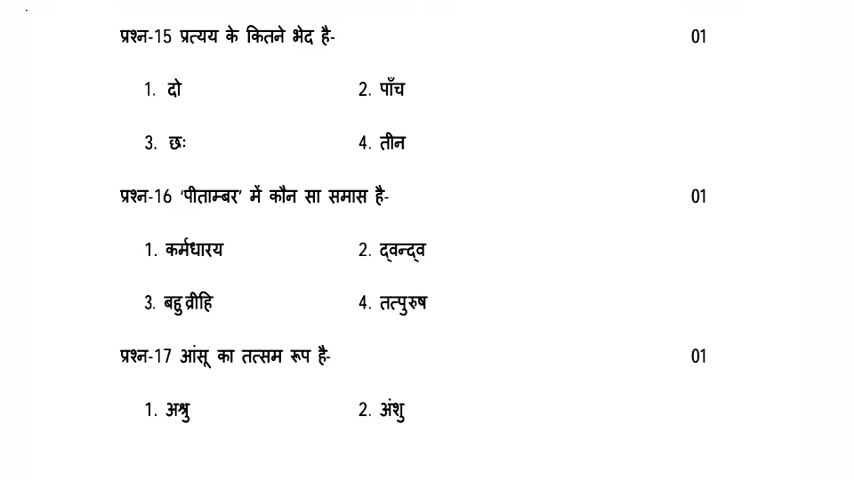 प्रश्न-15 प्रत्यय के कितने भेद है- 01
1. दो 2. पाँच
3. छः 4. तीन
प्रश्न-16 'पीताम्बर' में कौन सा समास है- 01
1. कर्मधारय 2. द्वन्द्व
3. बहुव्रीहि 4. तत्पुरुष
प्रश्न-17 आंसू का तत्सम रूप है- 01
1. अश्रु 2. अंशु